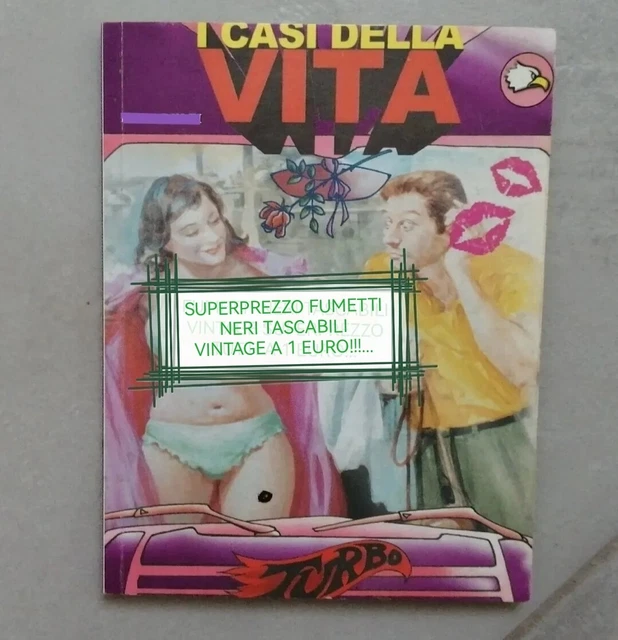 I CASI DELLA
VITA
SUPERPREZZO FUMETTI
NERI TASCABILI
VINTAGE A 1 EURO!!!...
TURBO